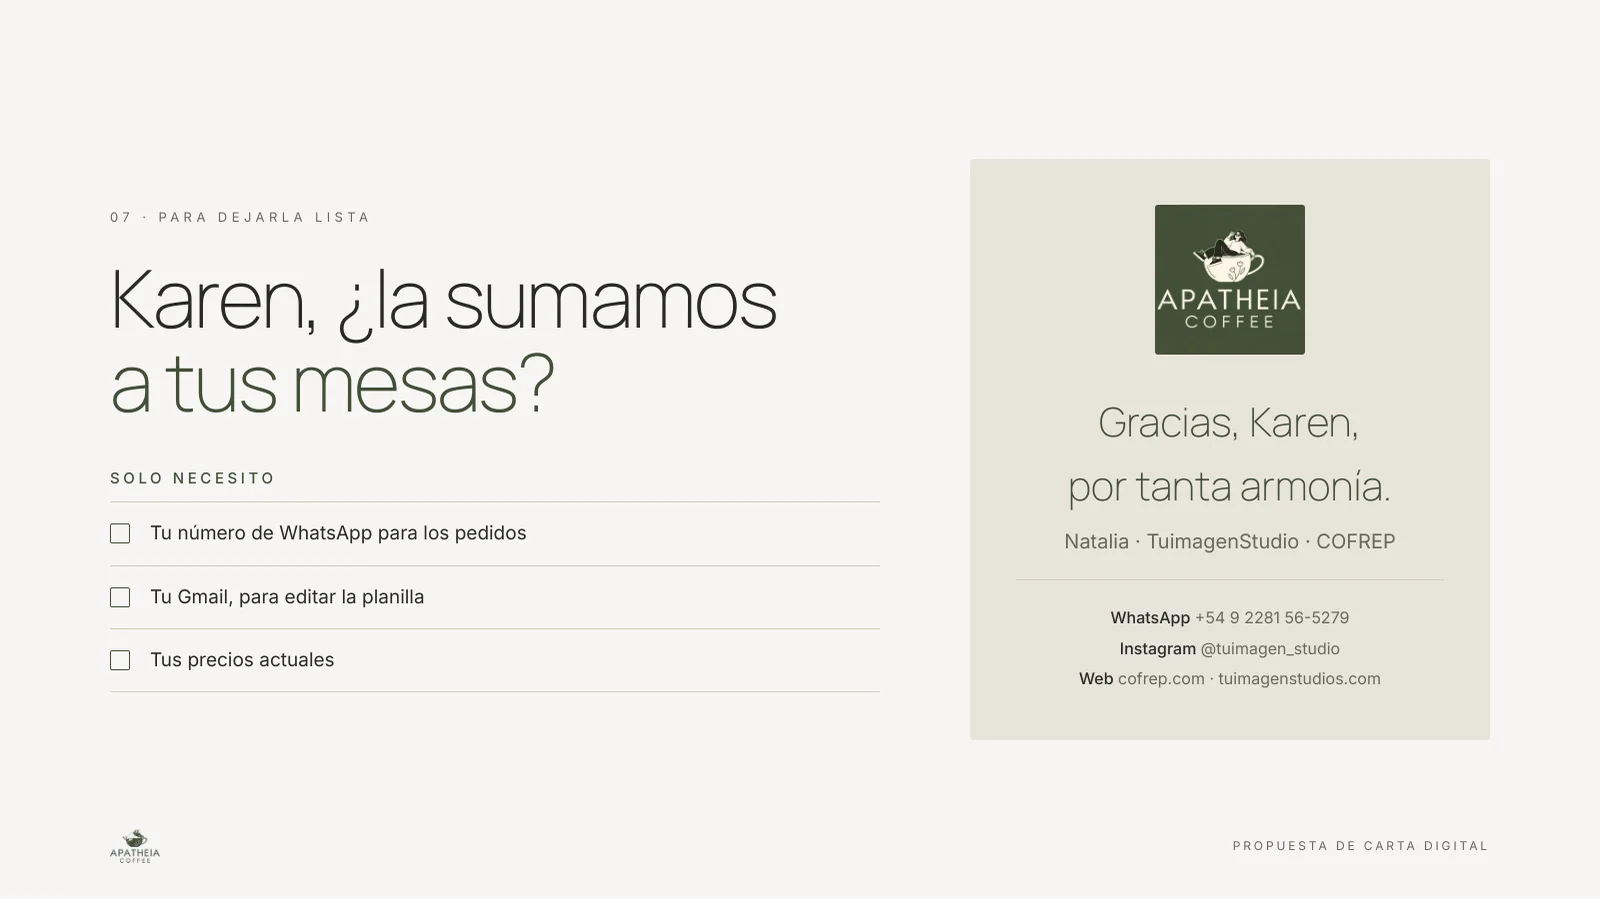 07 · PARA DEJARLA LISTA
Karen, ¿la sumamos
a tus mesas?
SOLO NECESITO
Tu número de WhatsApp para los pedidos
Tu Gmail, para editar la planilla
Tus precios actuales
APATHEIA
COFFEE
Gracias, Karen,
por tanta armonía.
Natalia · TuimagenStudio · COFREP
WhatsApp +54 9 2281 56-5279
Instagram @tuimagen_studio
Web cofrep.com · tuimagenstudios.com
APATHEIA
COFFEE
PROPUESTA DE CARTA DIGITAL